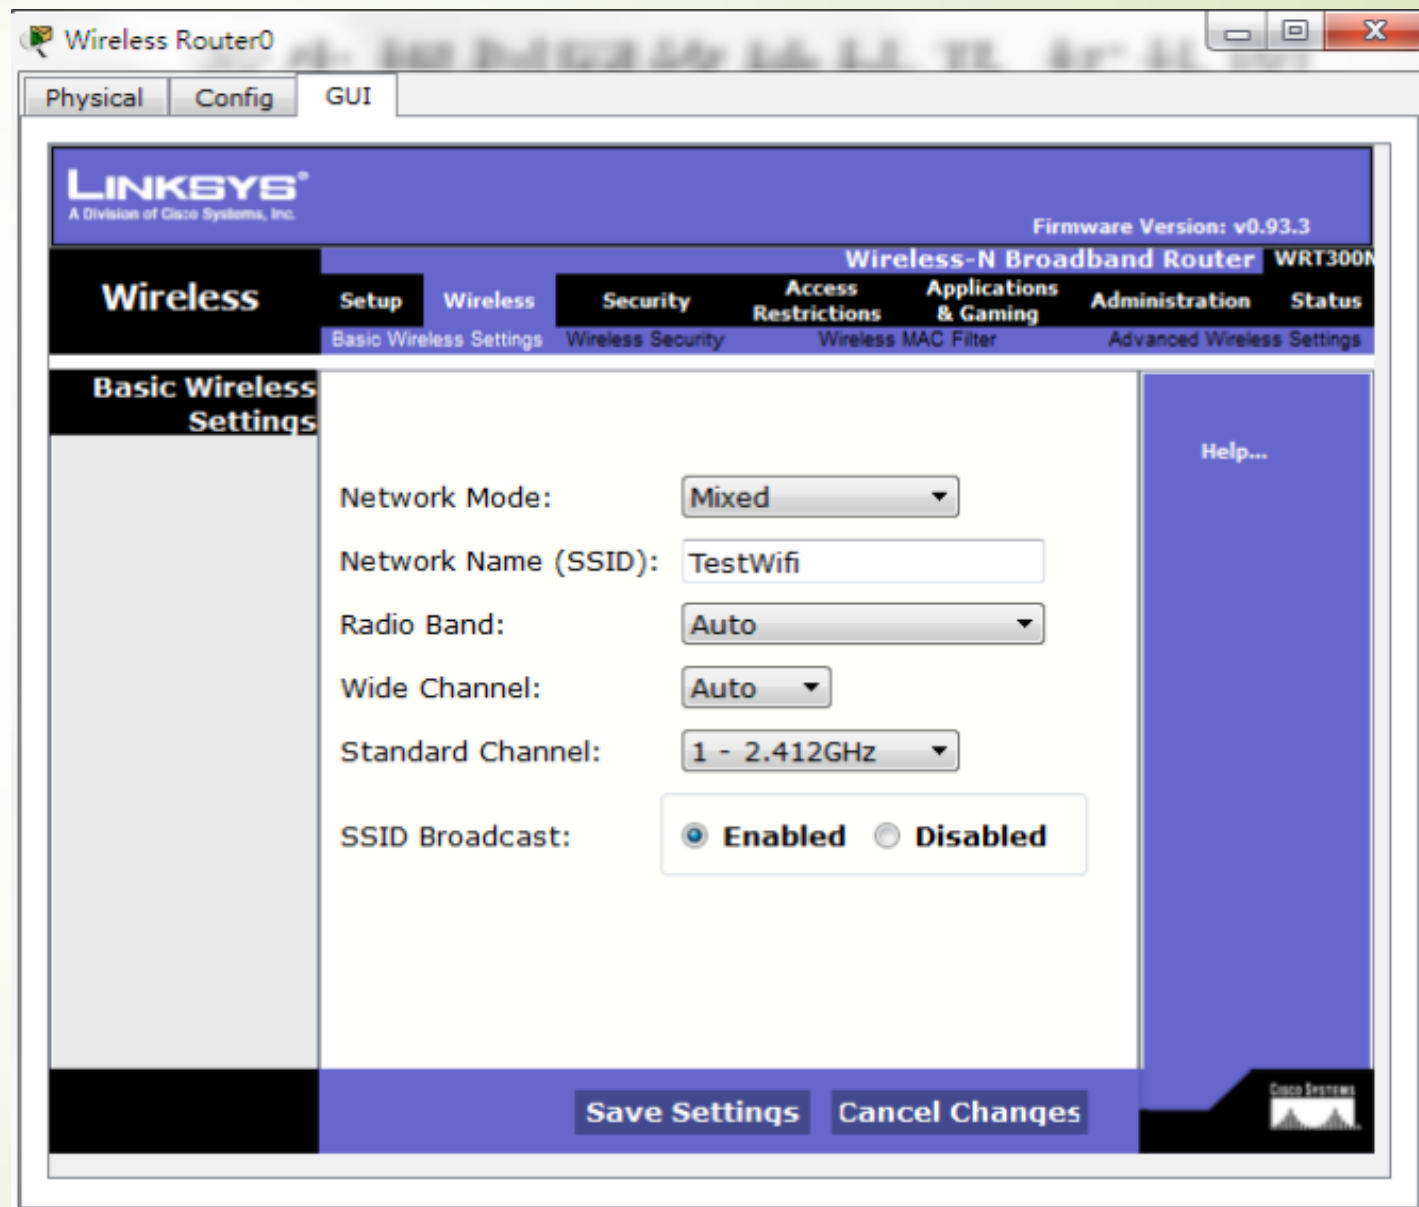 Wireless Router0
Physical Config GUI
LINKSYS®
A Division of Cisco Systems, Inc.
Firmware Version: v0.93.3
Wireless-N Broadband Router WRT300N
Wireless
Setup Wireless Security Access Restrictions Applications & Gaming Administration Status
Basic Wireless Settings Wireless Security Wireless MAC Filter Advanced Wireless Settings
Basic Wireless
Settings
Help...
Network Mode: Mixed
Network Name (SSID): TestWifi
Radio Band: Auto
Wide Channel: Auto
Standard Channel: 1 - 2.412GHz
SSID Broadcast: Enabled Disabled
Save Settings Cancel Changes
CISCO SYSTEMS